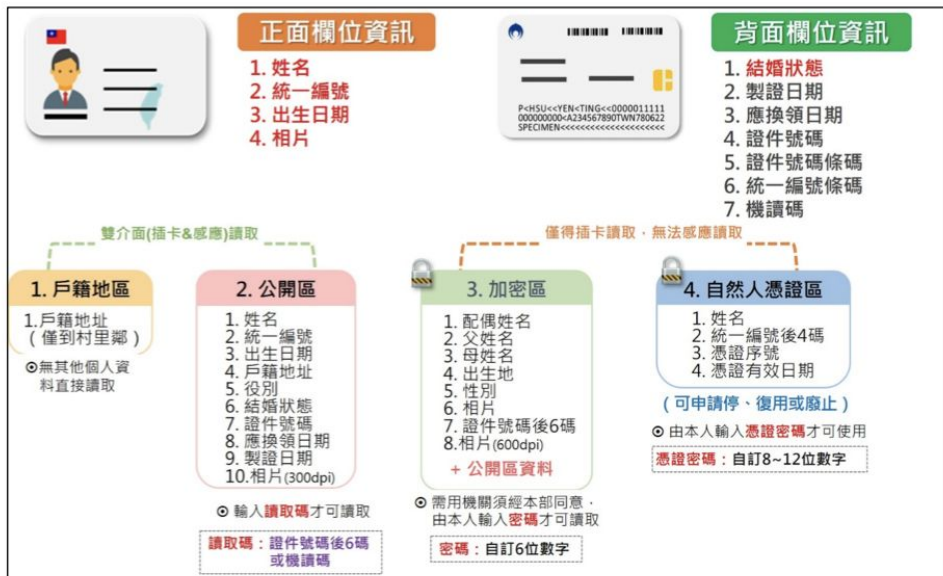 正面欄位資訊
1. 姓名
2. 統一編號
3. 出生日期
4. 相片
P<HSU<<YEN<TING<<0000011111
000000000<A234567890TWN780622
SPECIMEN<<<<<<<<<<<<<<<<<<<<<<
背面欄位資訊
1. 結婚狀態
2. 製證日期
3. 應換領日期
4. 證件號碼
5. 證件號碼條碼
6. 統一編號條碼
7. 機讀碼
雙介面(插卡&感應)讀取
僅得插卡讀取，無法感應讀取
1. 戶籍地區
1.戶籍地址
(僅到村里鄰)
⊙無其他個人資
料直接讀取
2. 公開區
1. 姓名
2. 統一編號
3. 出生日期
4. 戶籍地址
5. 役別
6. 結婚狀態
7. 證件號碼
8. 應換領日期
9. 製證日期
10.相片(300dpi)
⊙ 輸入讀取碼才可讀取
讀取碼：證件號碼後6碼
或機讀碼
3. 加密區
1. 配偶姓名
2. 父姓名
3. 母姓名
4. 出生地
5. 性別
6. 相片
7. 證件號碼後6碼
8.相片(600dpi)
+ 公開區資料
⊙ 需用機關須經本部同意，
由本人輸入密碼才可讀取
密碼：自訂6位數字
4. 自然人憑證區
1. 姓名
2. 統一編號後4碼
3. 憑證序號
4. 憑證有效日期
(可申請停、復用或廢止)
⊙ 由本人輸入憑證密碼才可使用
憑證密碼：自訂8~12位數字